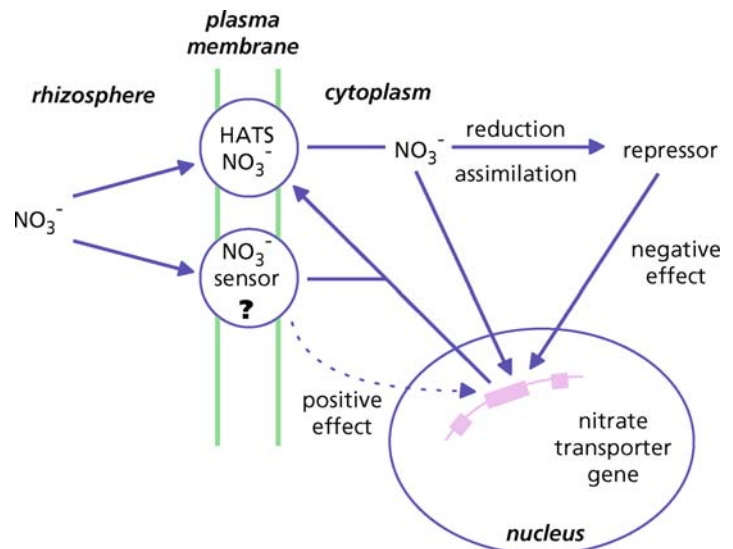 plasma
membrane
rhizosphere
cytoplasm
HATS
NO₃⁻
NO₃⁻
reduction
assimilation
repressor
NO₃⁻
NO₃⁻
sensor
?
negative
effect
positive
effect
nitrate
transporter
gene
nucleus